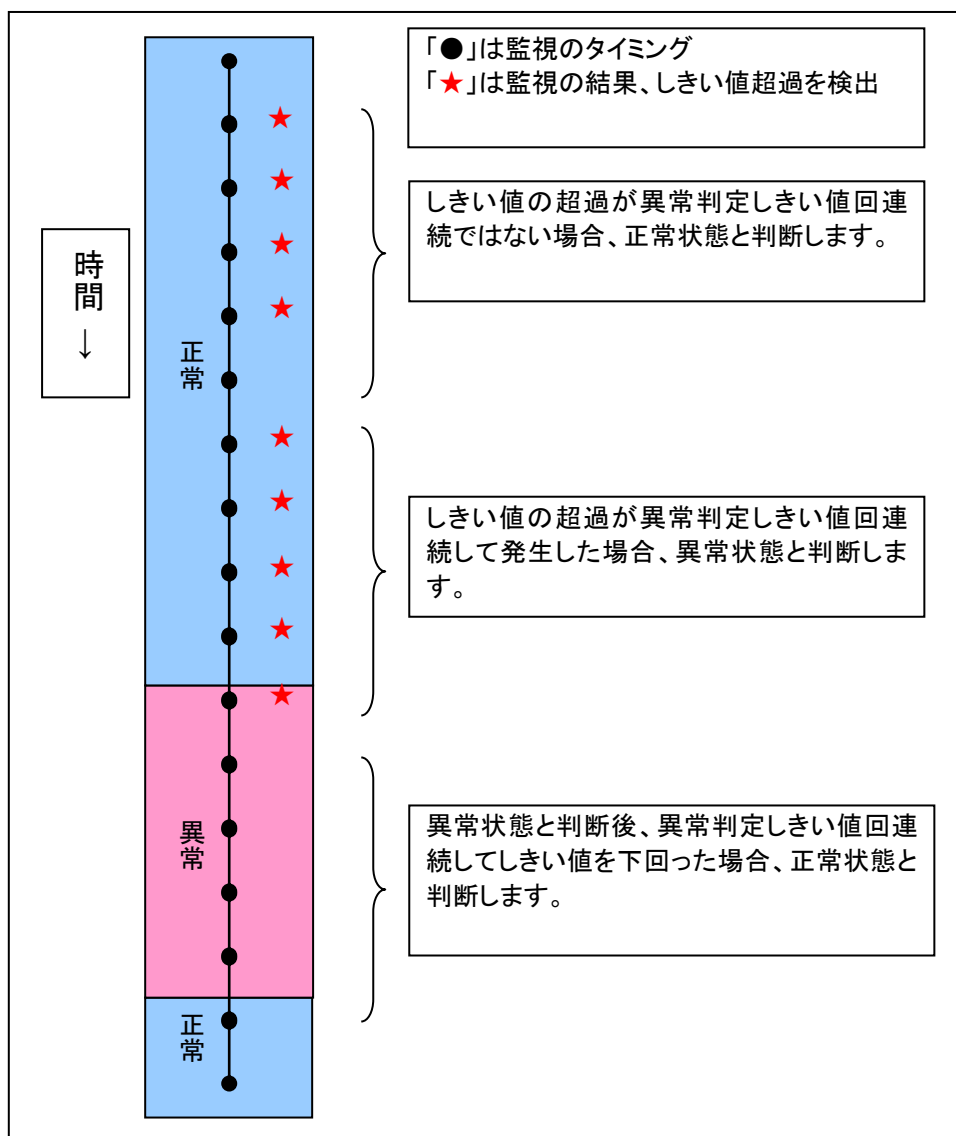 「●」は監視のタイミング
「★」は監視の結果、しきい値超過を検出
しきい値の超過が異常判定しきい値回連
続ではない場合、正常状態と判断します。
時
間
↓
正
常
しきい値の超過が異常判定しきい値回連
続して発生した場合、異常状態と判断しま
す。
異
常
異常状態と判断後、異常判定しきい値回連
続してしきい値を下回った場合、正常状態と
判断します。
正
常